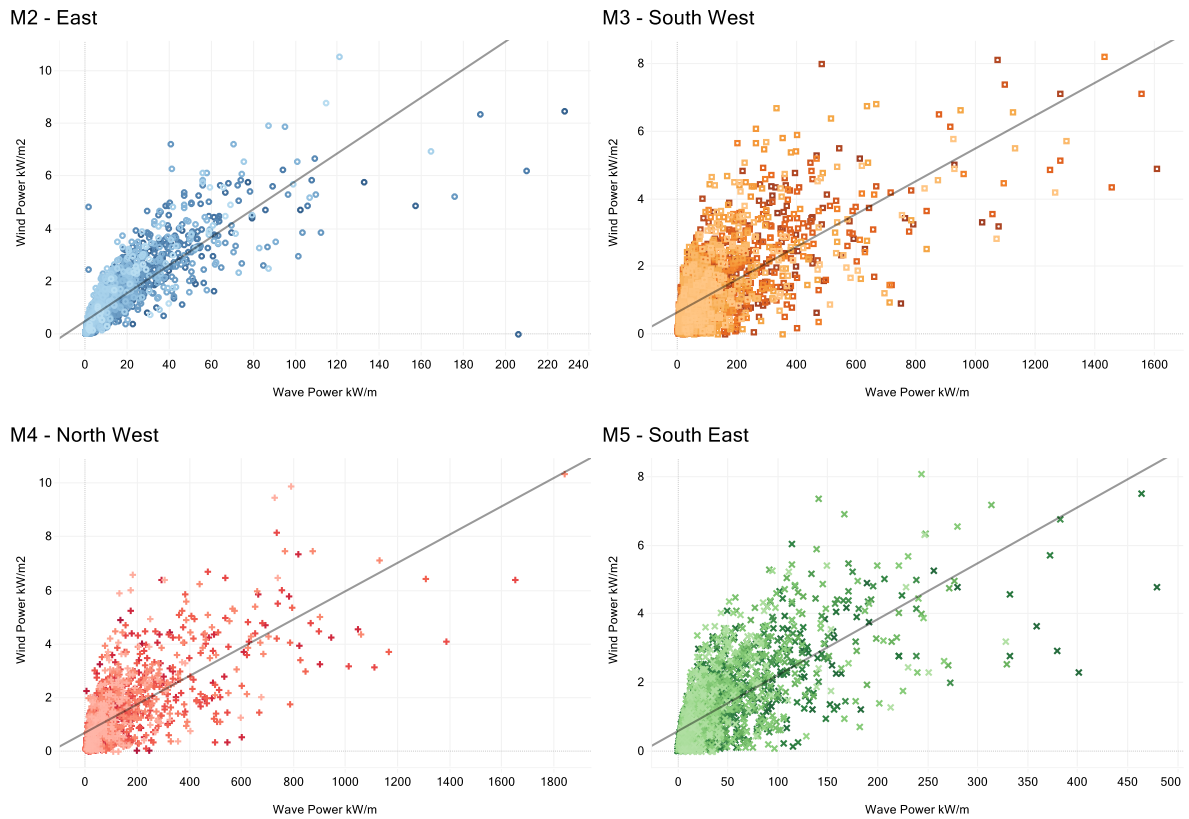 M2 - East
M3 - South West
Wind Power kW/m2
10
8
6
4
2
0
0 20 40 60 80 100 120 140 160 180 200 220 240
Wave Power kW/m
Wind Power kW/m2
8
6
4
2
0
0 200 400 600 800 1000 1200 1400 1600
Wave Power kW/m
M4 - North West
M5 - South East
Wind Power kW/m2
10
8
6
4
2
0
0 200 400 600 800 1000 1200 1400 1600 1800
Wave Power kW/m
Wind Power kW/m2
8
6
4
2
0
0 50 100 150 200 250 300 350 400 450 500
Wave Power kW/m